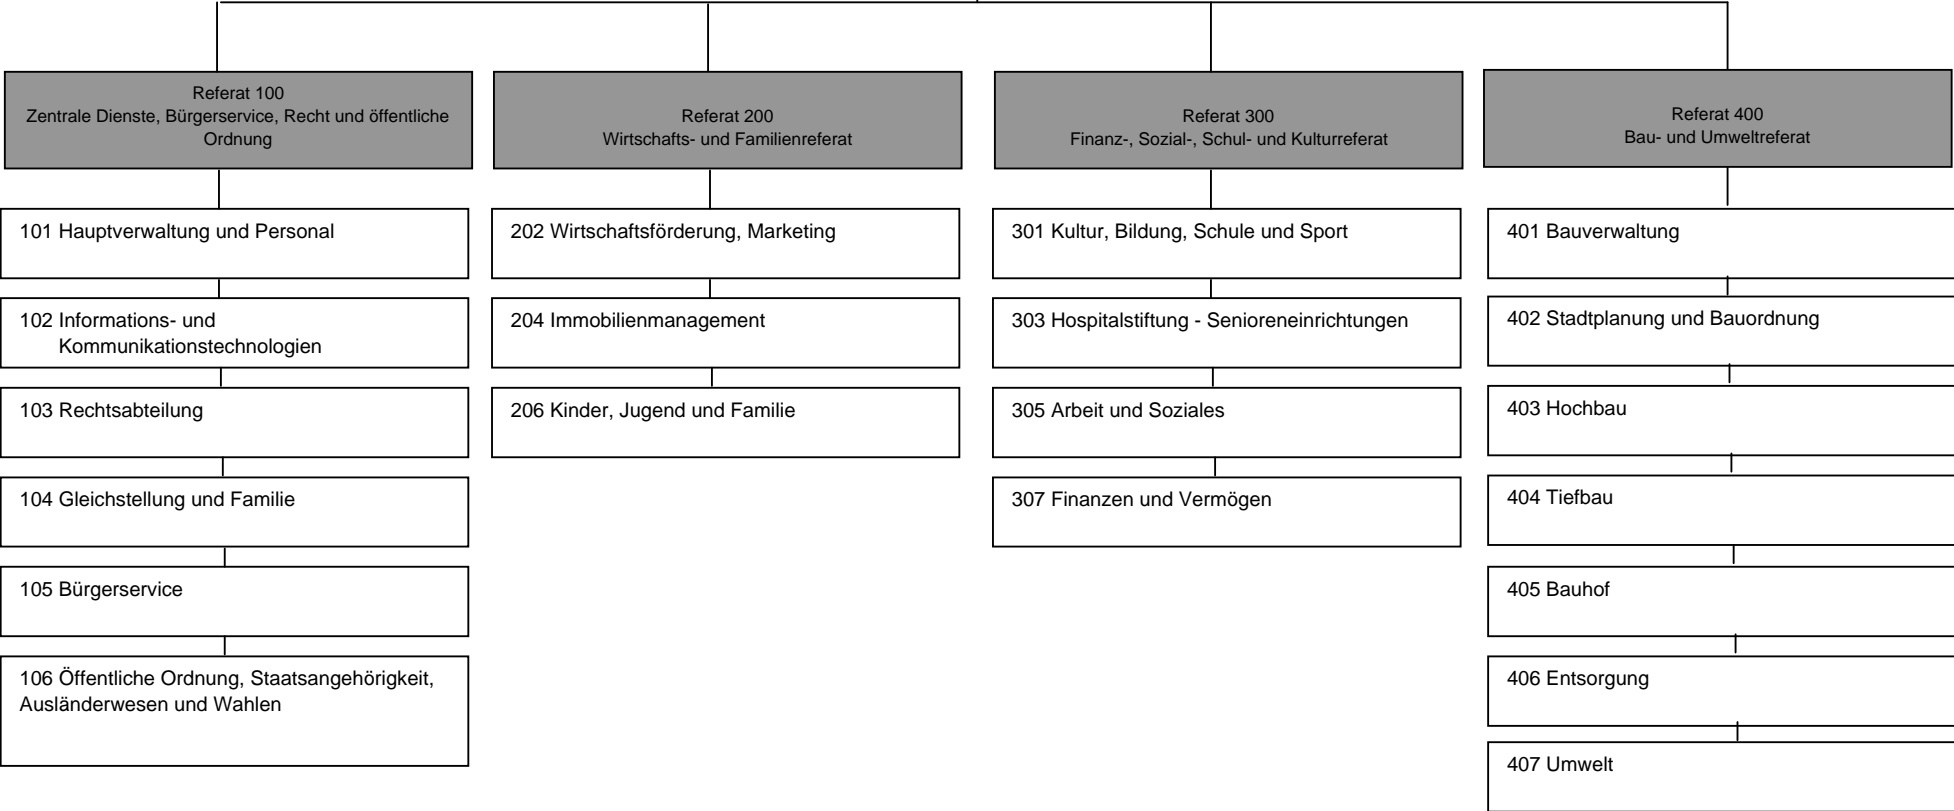 Referat 100
Zentrale Dienste, Bürgerservice, Recht und öffentliche
Ordnung
101 Hauptverwaltung und Personal
102 Informations- und
Kommunikationstechnologien
103 Rechtsabteilung
104 Gleichstellung und Familie
105 Bürgerservice
106 Öffentliche Ordnung, Staatsangehörigkeit,
Ausländerwesen und Wahlen
Referat 200
Wirtschafts- und Familienreferat
202 Wirtschaftsförderung, Marketing
204 Immobilienmanagement
206 Kinder, Jugend und Familie
Referat 300
Finanz-, Sozial-, Schul- und Kulturreferat
301 Kultur, Bildung, Schule und Sport
303 Hospitalstiftung - Senioreneinrichtungen
305 Arbeit und Soziales
307 Finanzen und Vermögen
Referat 400
Bau- und Umweltreferat
401 Bauverwaltung
402 Stadtplanung und Bauordnung
403 Hochbau
404 Tiefbau
405 Bauhof
406 Entsorgung
407 Umwelt